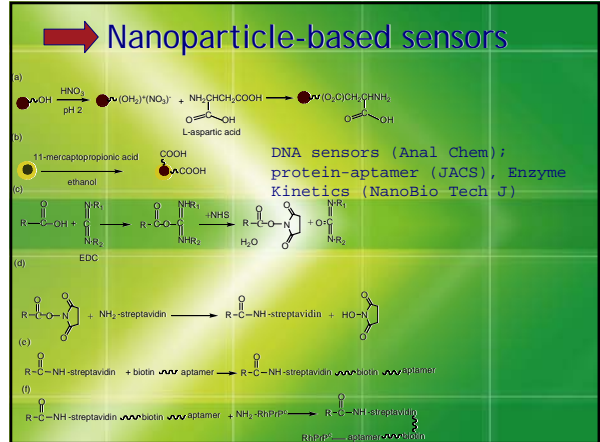 Nanoparticle-based sensors
(a)
OH
HNO3
pH 2
(OH2)+(NO3)-
+
NH2CHCH2COOH
C
O
OH
L-aspartic acid
(O2C)CH2CHNH2
C
O
OH
(b)
11-mercaptopropionic acid
ethanol
COOH
COOH
DNA sensors (Anal Chem);
protein-aptamer (JACS), Enzyme
Kinetics (NanoBio Tech J)
(c)
R-C-OH + N-R1 C N-R2
EDC
R-C-O-C NHR1 NHR2
+NHS
R-C-O-N
H2O
+ O=C N-R1 N-R2
(d)
R-C-O-N + NH2-streptavidin
R-C-NH-streptavidin + HO-N
(e)
R-C-NH-streptavidin + biotin aptamer
R-C-NH-streptavidin biotin aptamer
(f)
R-C-NH-streptavidin biotin aptamer + NH2-RhPrPc
R-C-NH-streptavidin
RhPrPc aptamer biotin